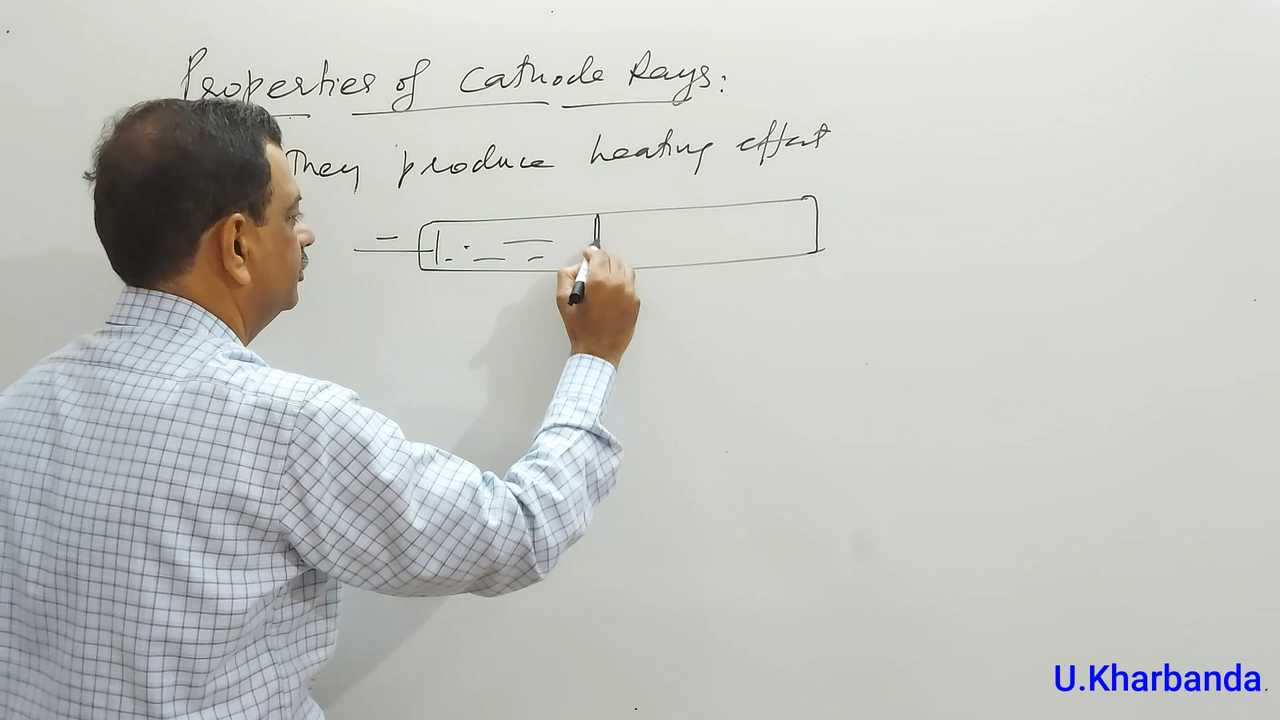 Properties of Cathode Rays:
They produce heating effect
-
U.Kharbanda